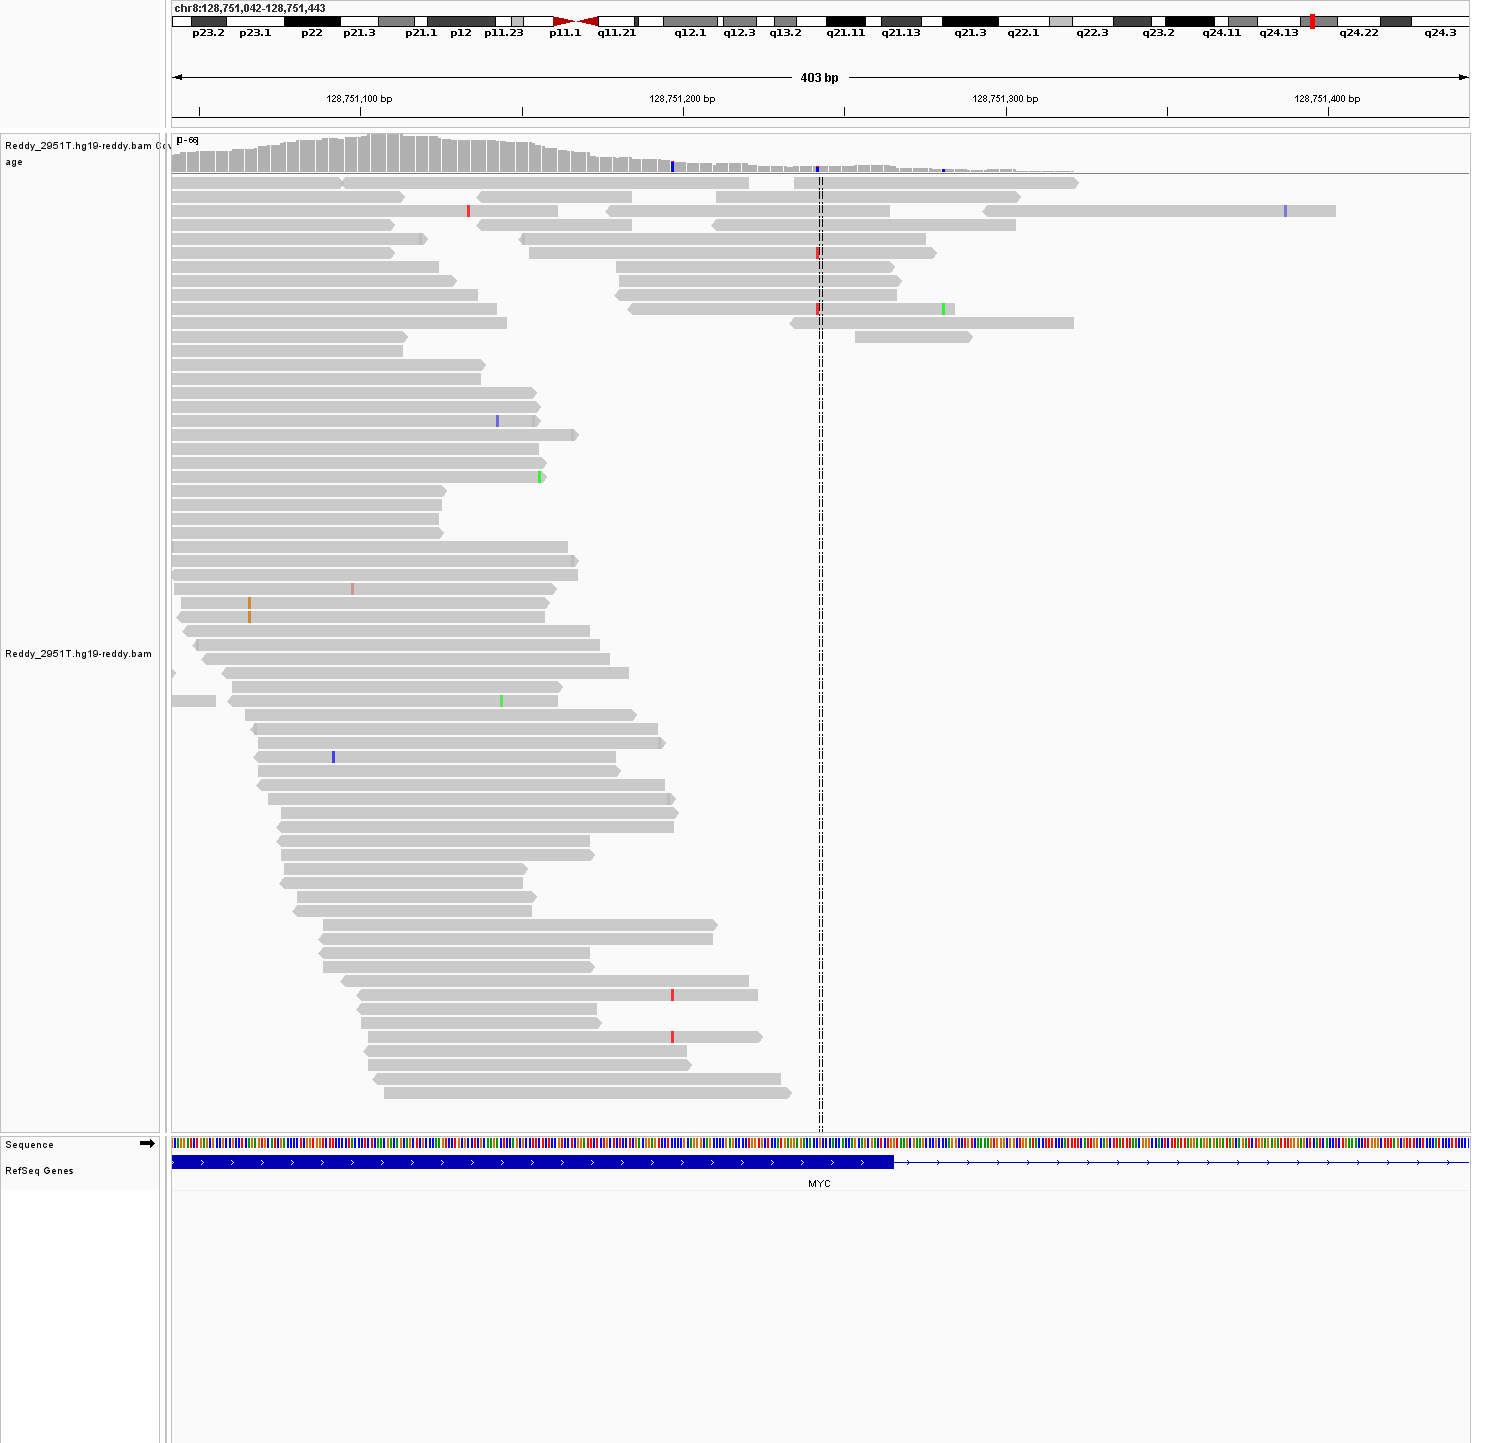 chr8:128,751,042-128,751,443
p23.2 p23.1 p22 p21.3 p21.1 p12 p11.23 p11.1 q11.21 q12.1 q12.3 q13.2 q21.11 q21.13 q21.3 q22.1 q22.3 q23.2 q24.11 q24.13 q24.22 q24.3
403 bp
128,751,100 bp 128,751,200 bp 128,751,300 bp 128,751,400 bp
[0-66]
Reddy_2951T.hg19-reddy.bam Cov
age
Reddy_2951T.hg19-reddy.bam
Sequence
RefSeq Genes
MYC